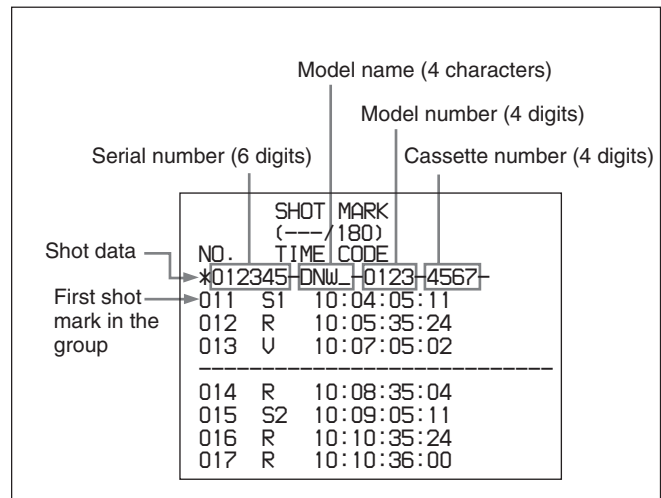 Model name (4 characters)
Model number (4 digits)
Serial number (6 digits)
Cassette number (4 digits)
SHOT MARK
(---/180)
NO. TIME CODE
Shot data
*012345-DNW_-0123-4567-
First shot mark in the group
011 S1 10:04:05:11
012 R 10:05:35:24
013 V 10:07:05:02
------------------------------
014 R 10:08:35:04
015 S2 10:09:05:11
016 R 10:10:35:24
017 R 10:10:36:00